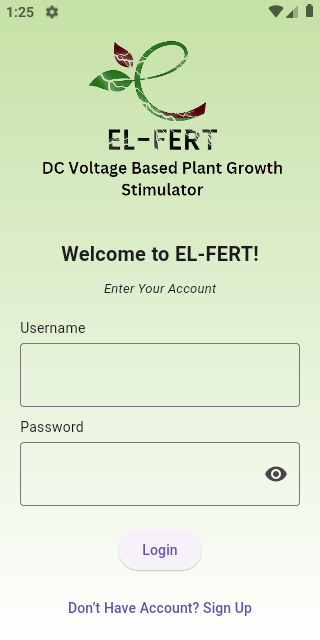 1:25
EL-FERT
DC Voltage Based Plant Growth
Stimulator
Welcome to EL-FERT!
Enter Your Account
Username
Password
Login
Don't Have Account? Sign Up